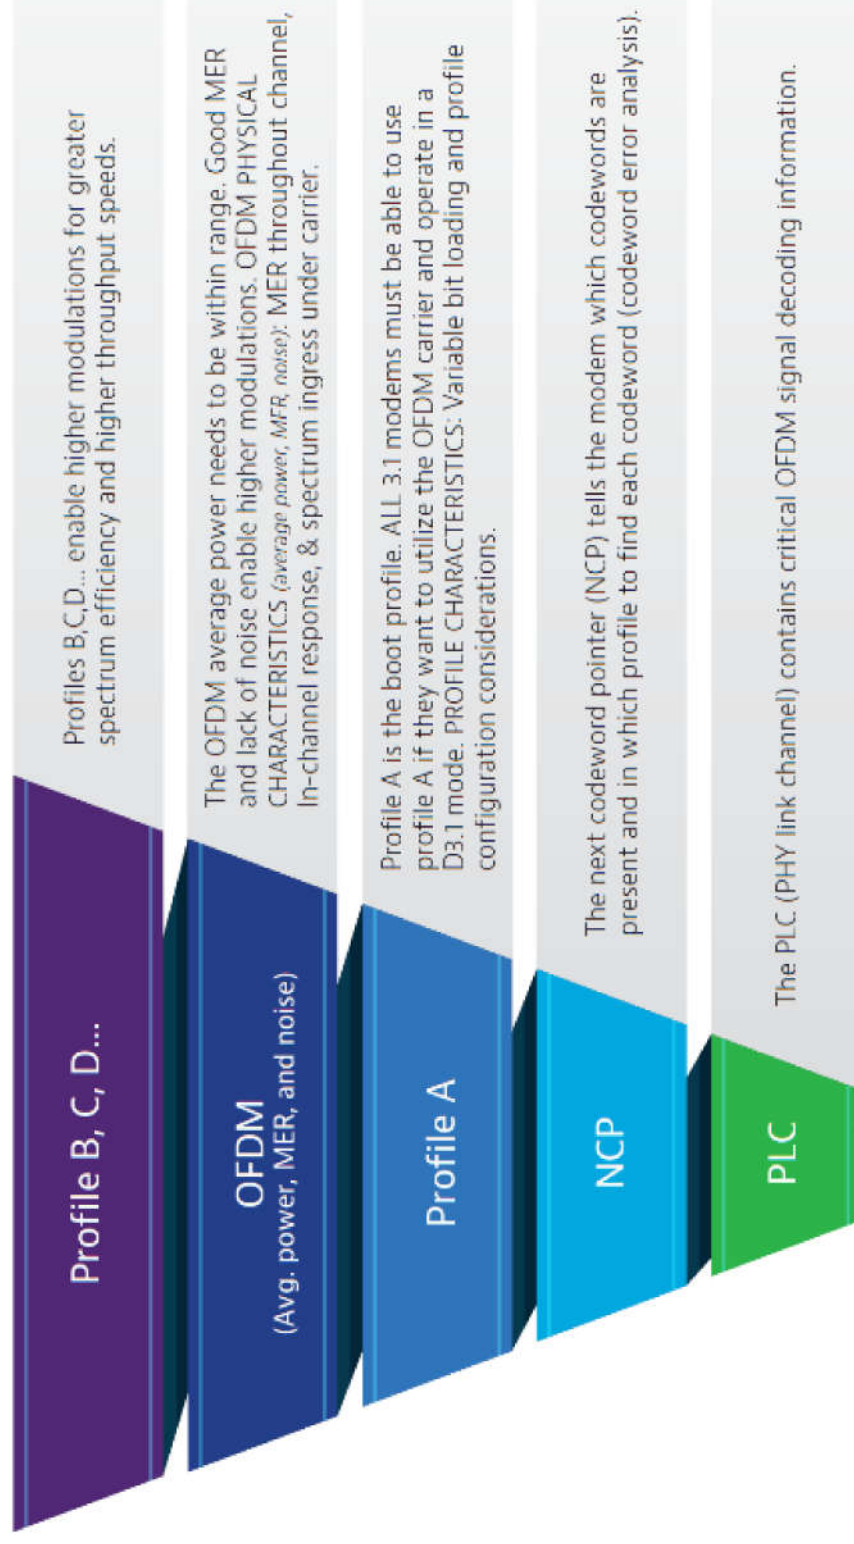 Profile B, C, D...
Profiles B,C,D... enable higher modulations for greater
spectrum efficiency and higher throughput speeds.
OFDM
(Avg. power, MER, and noise)
The OFDM average power needs to be within range. Good MER
and lack of noise enable higher modulations. OFDM PHYSICAL
CHARACTERISTICS (average power, MER, noise): MER throughout channel,
In-channel response, & spectrum ingress under carrier.
Profile A
Profile A is the boot profile. ALL 3.1 modems must be able to use
profile A if they want to utilize the OFDM carrier and operate in a
D3.1 mode. PROFILE CHARACTERISTICS: Variable bit loading and profile
configuration considerations.
NCP
The next codeword pointer (NCP) tells the modem which codewords are
present and in which profile to find each codeword (codeword error analysis).
PLC
The PLC (PHY link channel) contains critical OFDM signal decoding information.